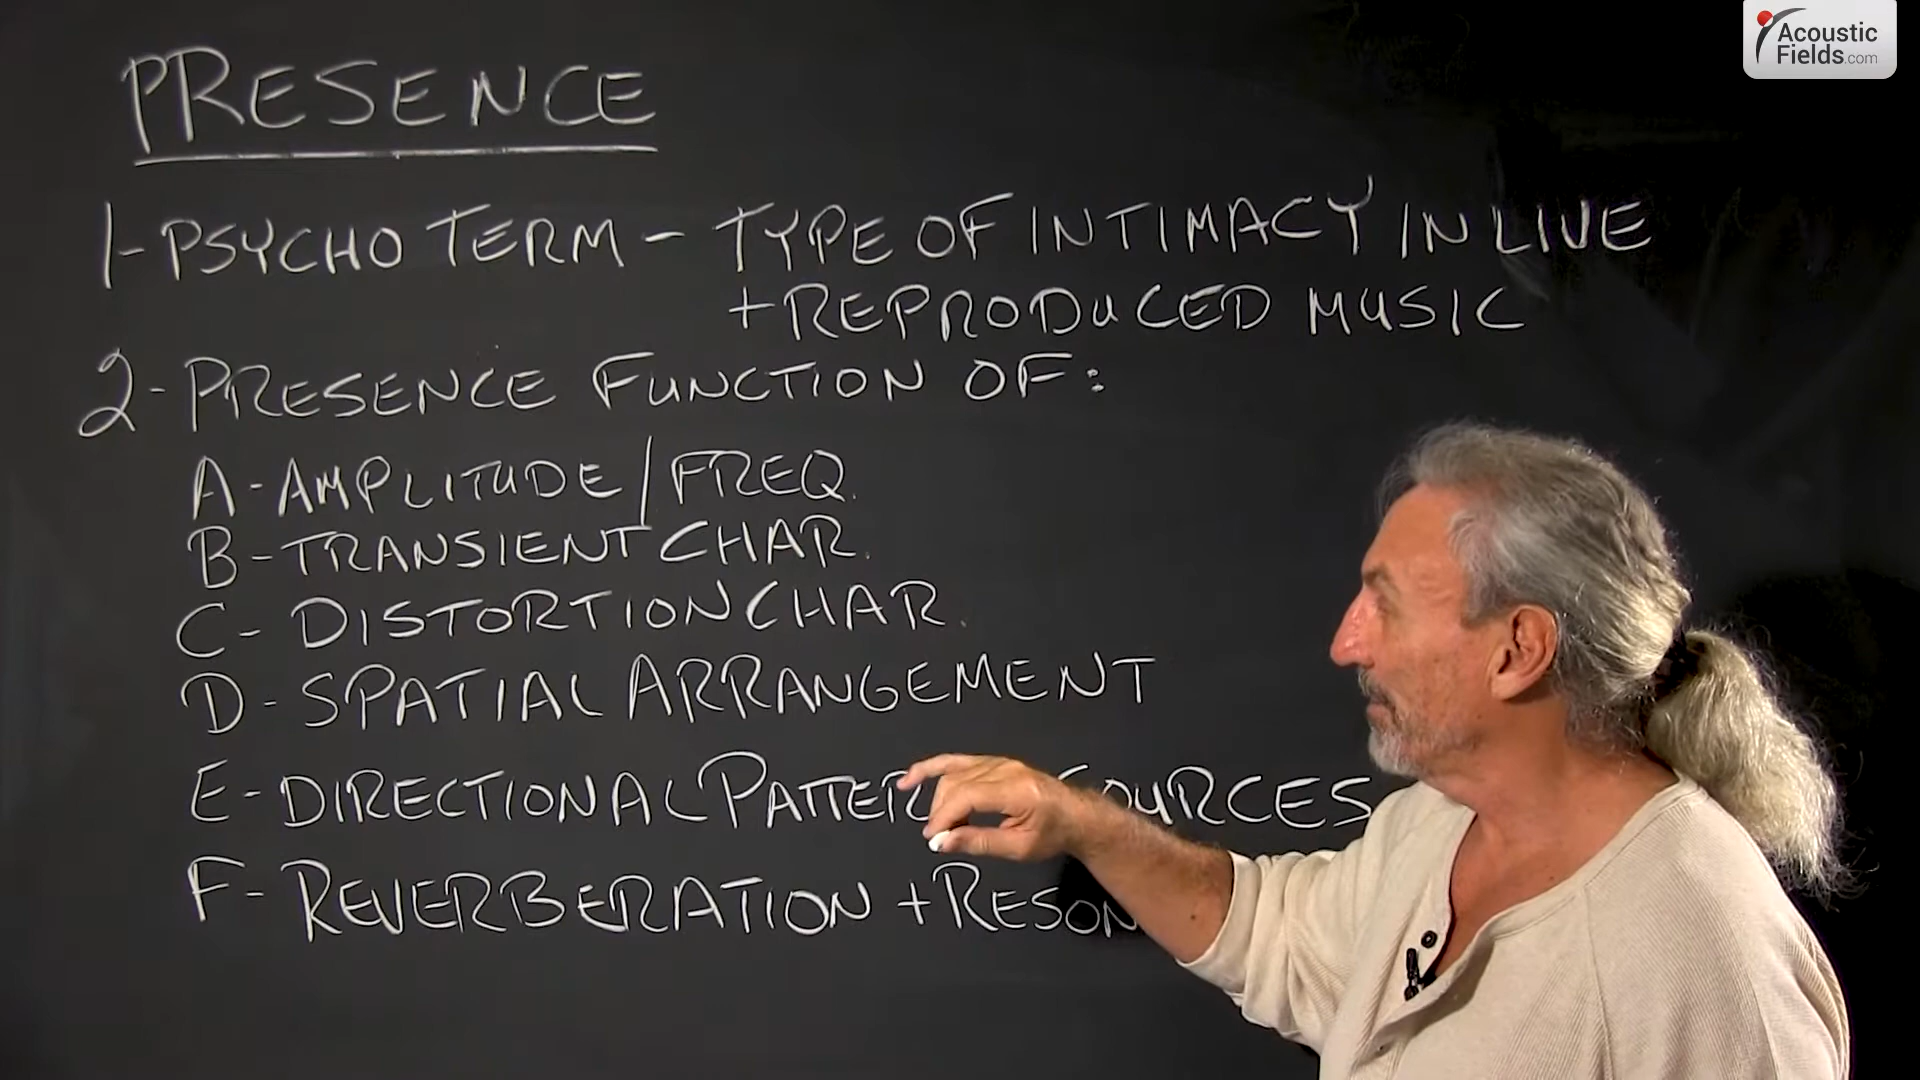 Acoustic
Fields.com
PRESENCE
1-PSYCHO TERM - TYPE OF INTIMACY IN LIVE
+ REPRODUCED MUSIC
2- PRESENCE FUNCTION OF:
A- AMPLITUDE/FREQ.
B- TRANSIENT CHAR.
C- DISTORTION CHAR.
D- SPATIAL ARRANGEMENT
E- DIRECTIONAL
F- REVERBERATION +